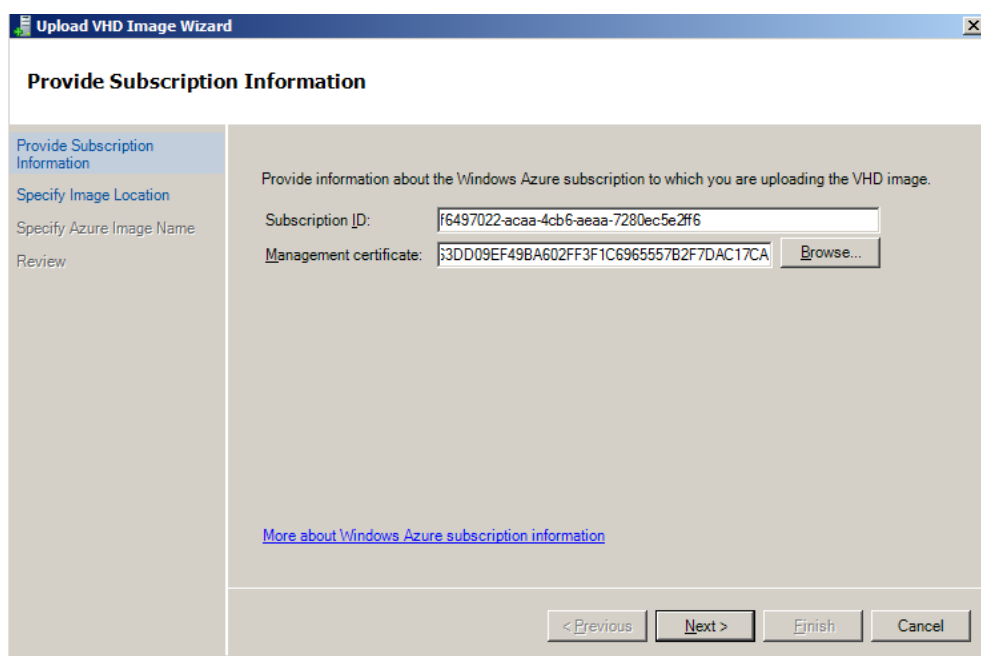 Upload VHD Image Wizard
Provide Subscription Information
Provide Subscription
Information
Specify Image Location
Specify Azure Image Name
Review
Provide information about the Windows Azure subscription to which you are uploading the VHD image.
Subscription ID: f6497022-acaa-4cb6-aeaa-7280ec5e2ff6
Management certificate: 63DD09EF49BA602FF3F1C6965557B2F7DAC17CA Browse...
More about Windows Azure subscription information
< Previous Next > Finish Cancel